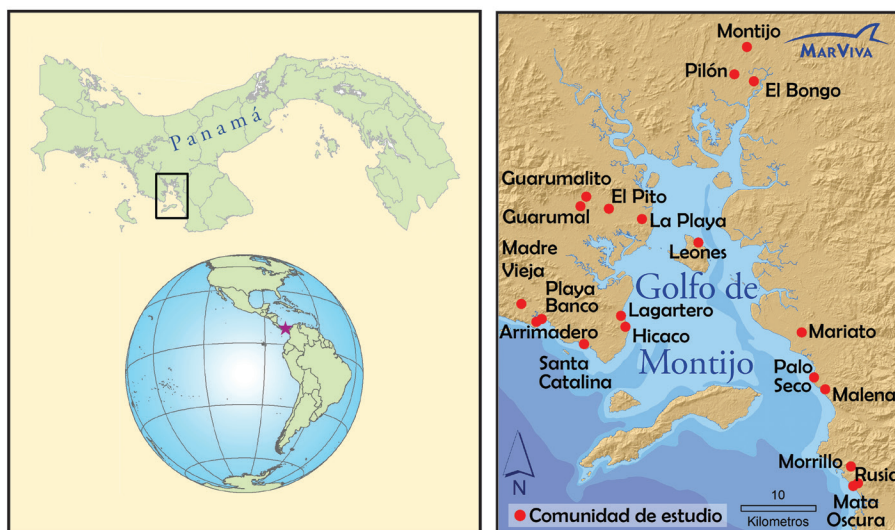 Panamá
Montijo
MarViva
Pilón
El Bongo
Guarumalito
El Pito
Guarumal
La Playa
Madre
Vieja
Leones
Playa
Banco
Golfo de
Montijo
Lagartero
Arrimadero
Hicaco
Mariato
Santa
Catalina
Palo
Seco
Malena
Morrillo
Rusia
Mata
Oscura
N
10
Kilometros
Comunidad de estudio